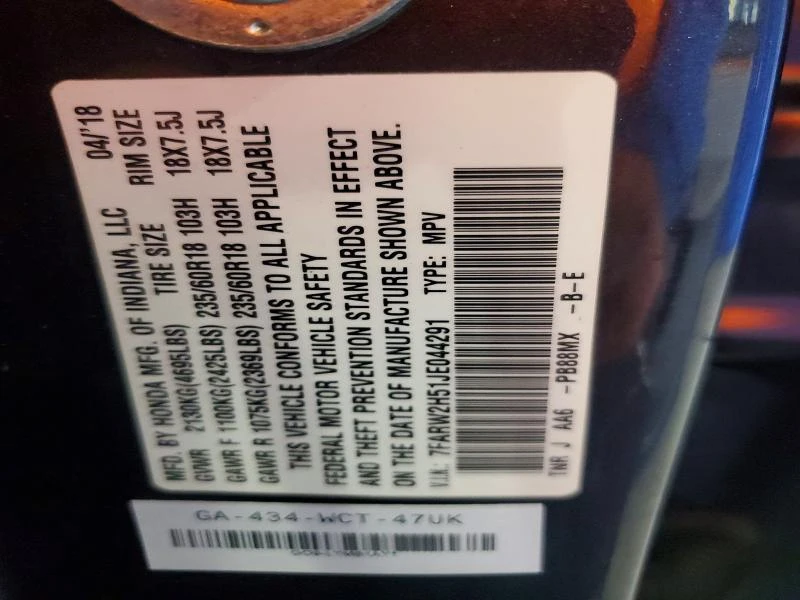 MFD. BY HONDA MFG. OF INDIANA, LLC 04/'18
GVWR 2130KG(4695LBS) TIRE SIZE RIM SIZE
GAWR F 1100KG(2425LBS) 235/60R18 103H 18X7.5J
GAWR R 1075KG(2369LBS) 235/60R18 103H 18X7.5J
THIS VEHICLE CONFORMS TO ALL APPLICABLE
FEDERAL MOTOR VEHICLE SAFETY
AND THEFT PREVENTION STANDARDS IN EFFECT
ON THE DATE OF MANUFACTURE SHOWN ABOVE.
V.I.N.: 7FARW2H51JE044291 TYPE: MPV
TNR J AA6 -PB88MX -B-E
GA-434-WCT-47UK